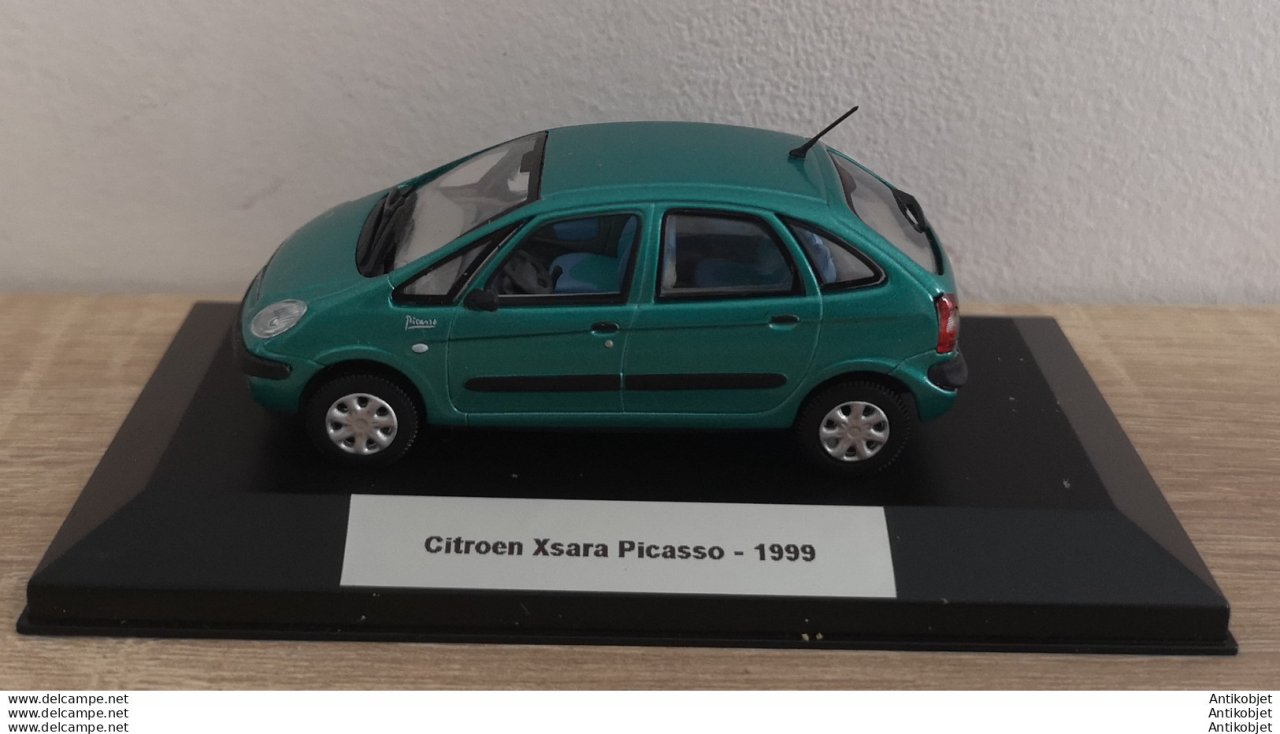 Picasso
Citroen Xsara Picasso - 1999
www.delcampe.net
www.delcampe.net
www.delcampe.net
Antikobjet
Antikobjet
Antikobjet